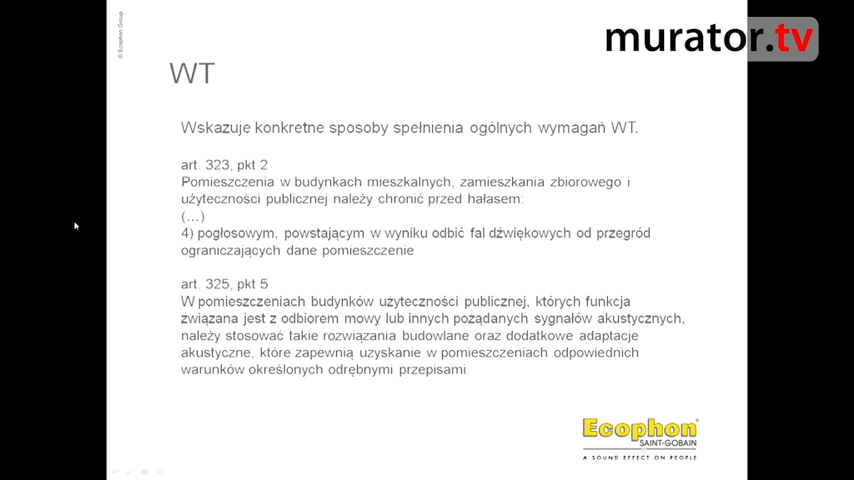 © Ecophon Group
murator.tv
WT
Wskazuje konkretne sposoby spełnienia ogólnych wymagań WT.
art. 323, pkt 2
Pomieszczenia w budynkach mieszkalnych, zamieszkania zbiorowego i
użyteczności publicznej należy chronić przed hałasem:
(...)
4) pogłosowym, powstającym w wyniku odbić fal dźwiękowych od przegród
ograniczających dane pomieszczenie
art. 325, pkt 5
W pomieszczeniach budynków użyteczności publicznej, których funkcja
związana jest z odbiorem mowy lub innych pożądanych sygnałów akustycznych,
należy stosować takie rozwiązania budowlane oraz dodatkowe adaptacje
akustyczne, które zapewnią uzyskanie w pomieszczeniach odpowiednich
warunków określonych odrębnymi przepisami.
Ecophon®
SAINT-GOBAIN
A SOUND EFFECT ON PEOPLE